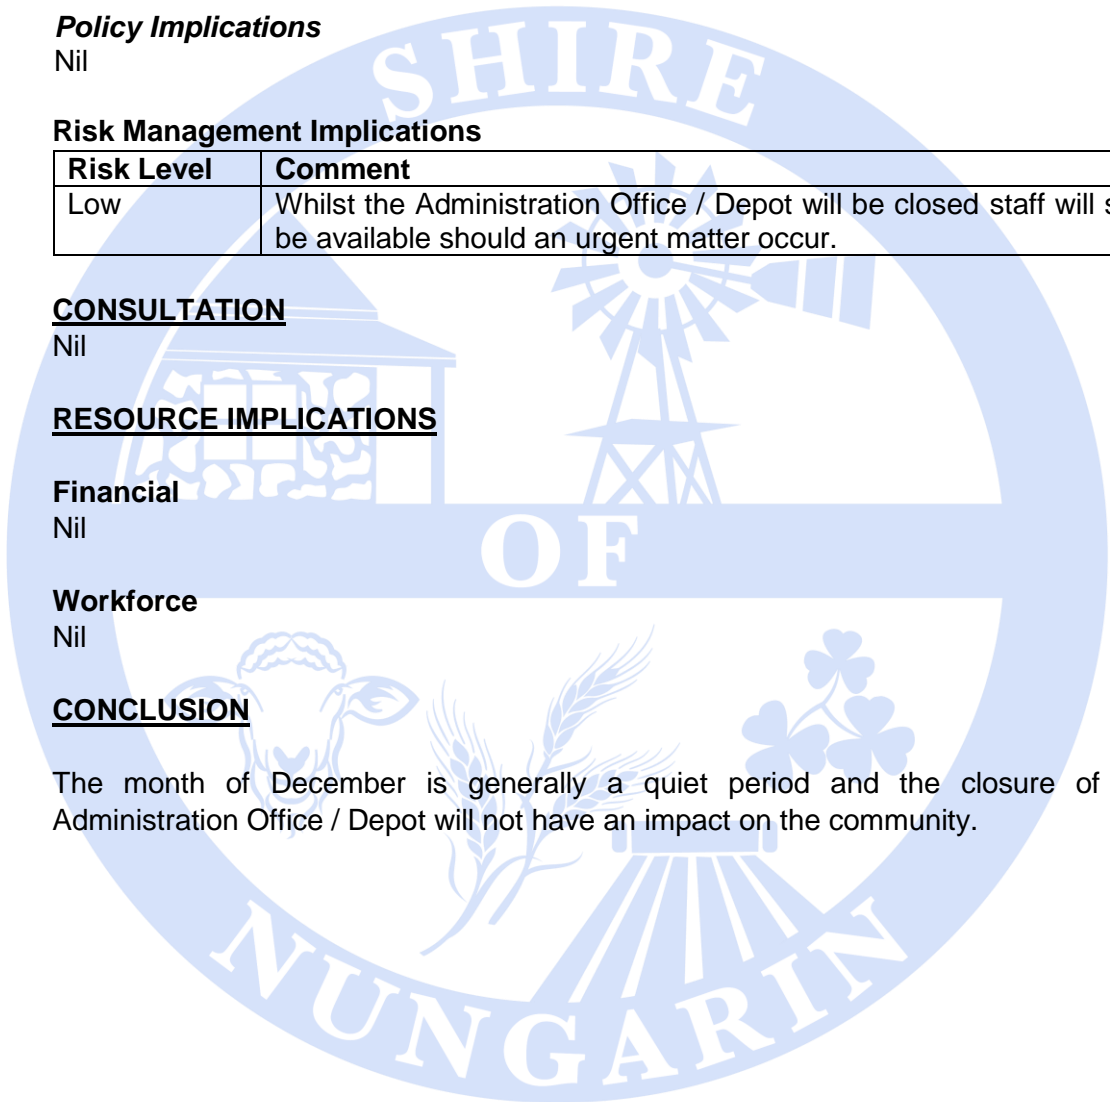 Policy Implications
Nil
Risk Management Implications
Risk Level Comment
Low Whilst the Administration Office / Depot will be closed staff will
be available should an urgent matter occur.
CONSULTATION
Nil
RESOURCE IMPLICATIONS
Financial
Nil
Workforce
Nil
CONCLUSION
The month of December is generally a quiet period and the closure of
Administration Office / Depot will not have an impact on the community.
SHIRE
OF
NUNGARIN